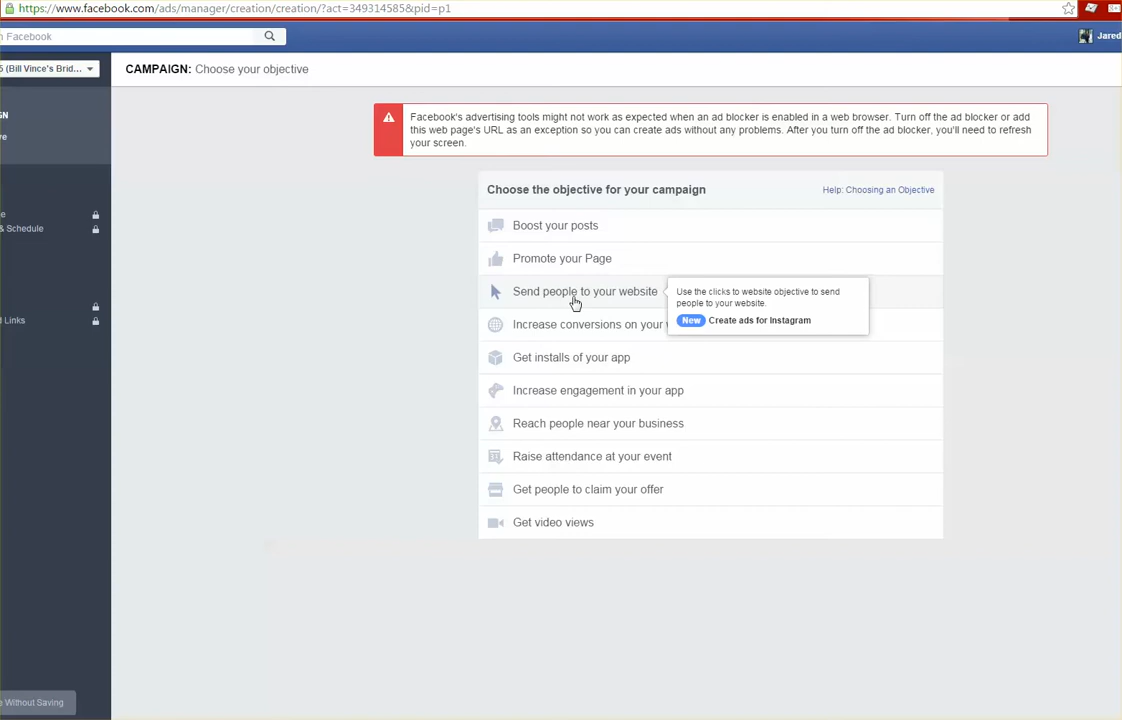 https://www.facebook.com/ads/manager/creation/creation/?act=349314585&pid=p1
n Facebook
Jared
5 (Bill Vince's Brid...
CAMPAIGN: Choose your objective
GN
ve
Facebook's advertising tools might not work as expected when an ad blocker is enabled in a web browser. Turn off the ad blocker or add
this web page's URL as an exception so you can create ads without any problems. After you turn off the ad blocker, you'll need to refresh
your screen.
Choose the objective for your campaign
Help: Choosing an Objective
e
& Schedule
d Links
Boost your posts
Promote your Page
Send people to your website
Use the clicks to website objective to send
people to your website.
New Create ads for Instagram
Increase conversions on your w
Get installs of your app
Increase engagement in your app
Reach people near your business
Raise attendance at your event
Get people to claim your offer
Get video views
e Without Saving